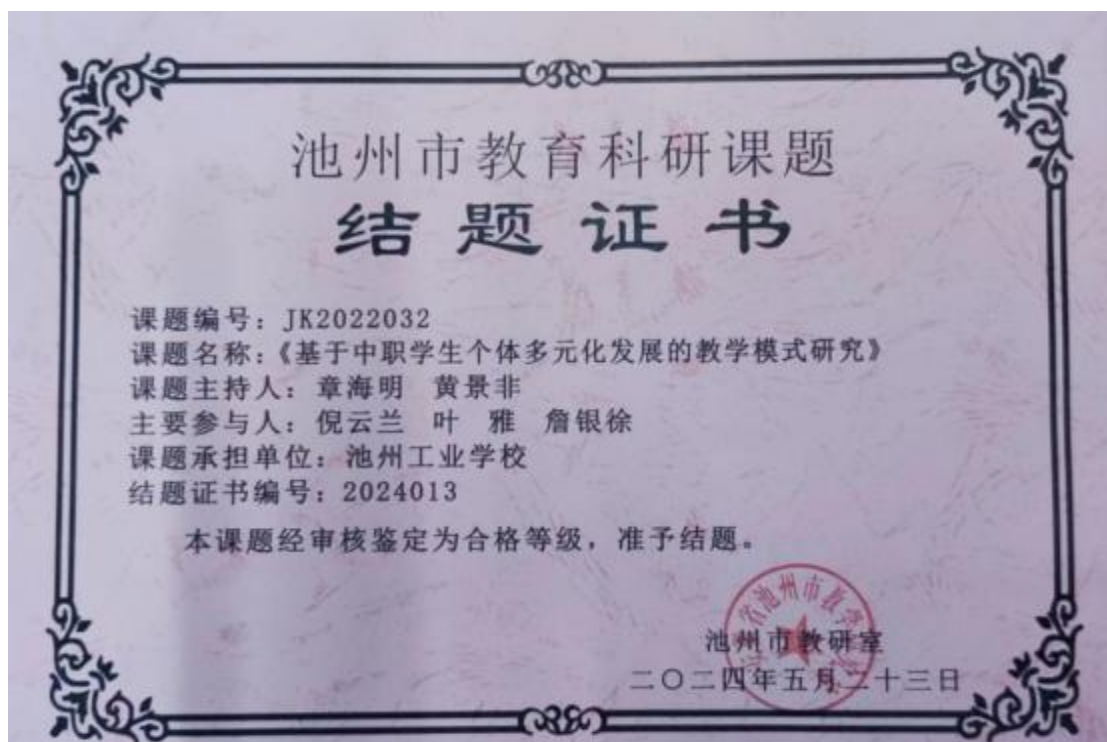 池州市教育科研课题
结题证书
课题编号：JK2022032
课题名称：《基于中职学生个体多元化发展的教学模式研究》
课题主持人：章海明 黄景非
主要参与人：倪云兰 叶 雅 詹银徐
课题承担单位：池州工业学校
结题证书编号：2024013
本课题经审核鉴定为合格等级，准予结题。
池州市教研室
二〇二四年五月二十三日